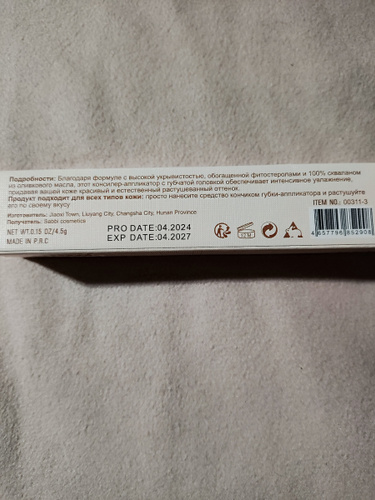 Подробности: Благодаря формуле с высокой укрывистостью, обогащенной фитостеролами и 100% скваланом
из оливкового масла, этот консилер-аппликатор с губчатой головкой обеспечивает интенсивное увлажнение,
придавая вашей коже красивый и естественный растушеванный оттенок.
Продукт подходит для всех типов кожи: просто нанесите средство кончиком губки-аппликатора и растушуйте
его по своему вкусу
Изготовитель: Jiaoxi Town, Liuyang City, Changsha City, Hunan Province
Получатель: Sabbi cosmetics
NET WT.0.15 OZ/4.5g
MADE IN P.R.C
PRO DATE:04.2024
EXP DATE:04.2027
ITEM NO.: 00311-3
4 657796 852908